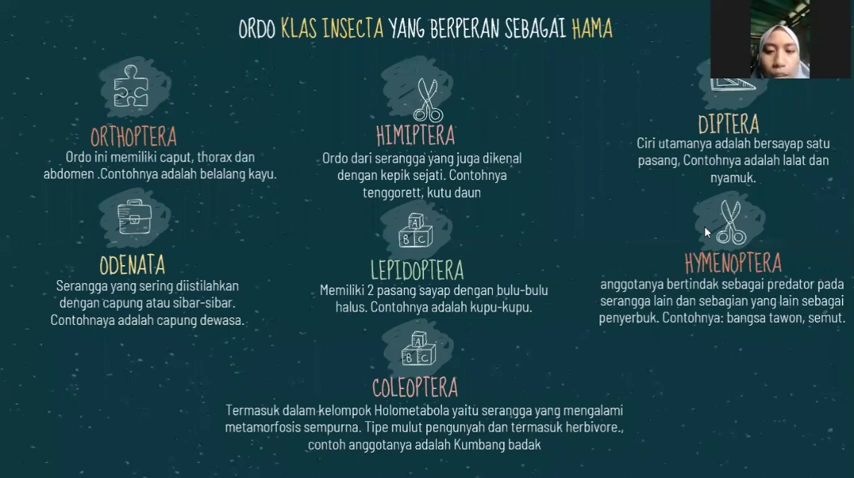 ORDO KLAS INSECTA YANG BERPERAN SEBAGAI HAMA
ORTHOPTERA
Ordo ini memiliki caput, thorax dan
abdomen .Contohnya adalah belalang kayu.
HIMIPTERA
Ordo dari serangga yang juga dikenal
dengan kepik sejati. Contohnya
tenggorett, kutu daun
DIPTERA
Ciri utamanya adalah bersayap satu
pasang, Contohnya adalah lalat dan
nyamuk.
ODENATA
Serangga yang sering diistilahkan
dengan capung atau sibar-sibar.
Contohnaya adalah capung dewasa.
A
B C
LEPIDOPTERA
Memiliki 2 pasang sayap dengan bulu-bulu
halus. Contohnya adalah kupu-kupu.
HYMENOPTERA
anggotanya bertindak sebagai predator pada
serangga lain dan sebagian yang lain sebagai
penyerbuk. Contohnya: bangsa tawon, semut.
A
B C
COLEOPTERA
Termasuk dalam kelompok Holometabola yaitu serangga yang mengalami
metamorfosis sempurna. Tipe mulut pengunyah dan termasuk herbivore.,
contoh anggotanya adalah Kumbang badak